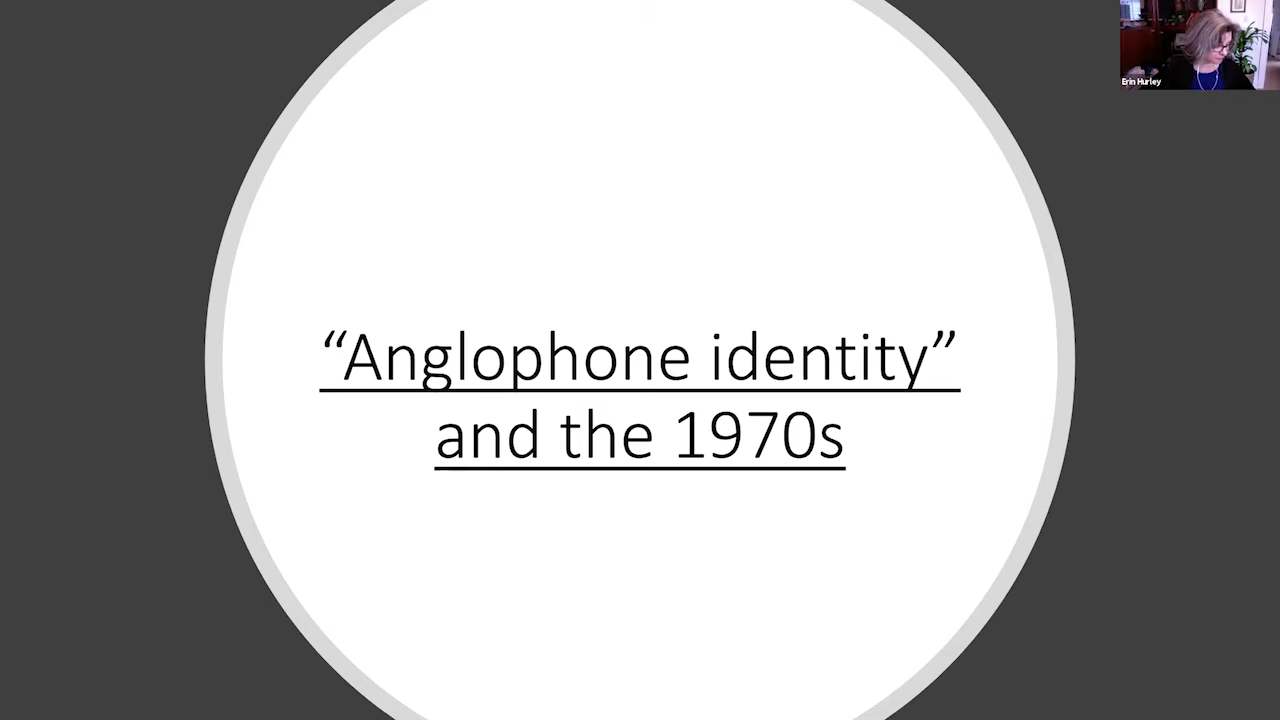 Erin Hurley
“Anglophone identity”
and the 1970s